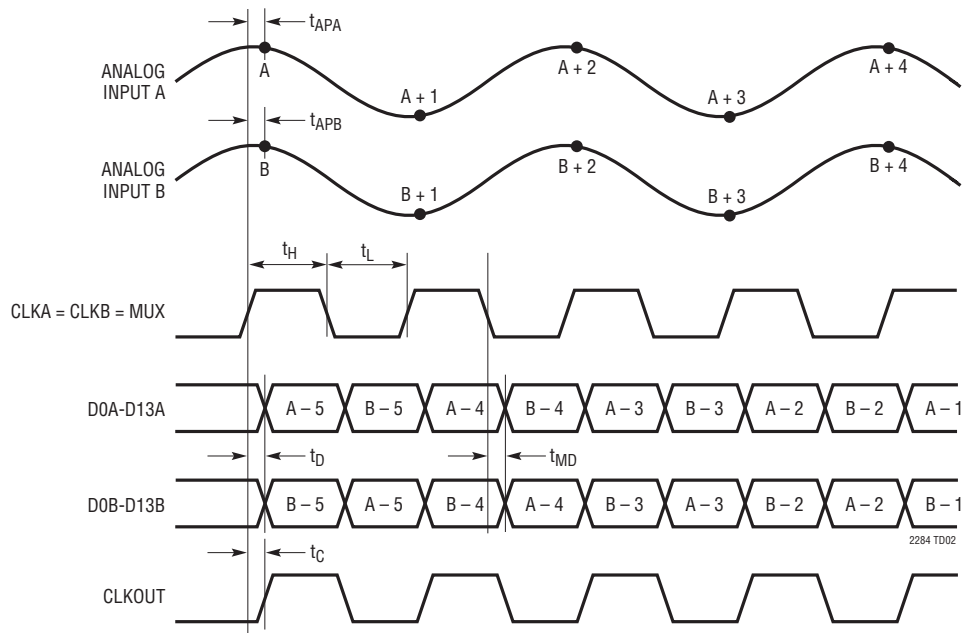 tAPA
ANALOG
INPUT A
A
A + 1
A + 2
A + 3
A + 4
tAPB
ANALOG
INPUT B
B
B + 1
B + 2
B + 3
B + 4
tH
tL
CLKA = CLKB = MUX
D0A-D13A
A – 5
B – 5
A – 4
B – 4
A – 3
B – 3
A – 2
B – 2
A – 1
tD
tMD
D0B-D13B
B – 5
A – 5
B – 4
A – 4
B – 3
A – 3
B – 2
A – 2
B – 1
2284 TD02
tC
CLKOUT